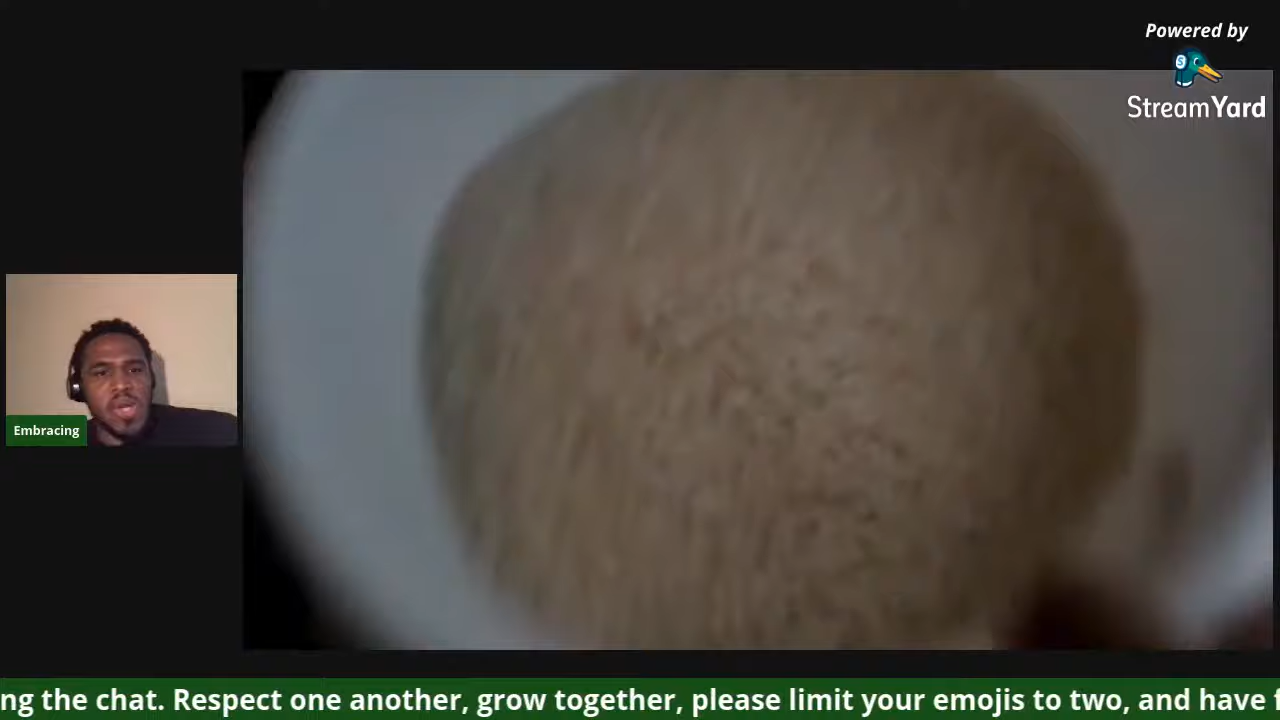 Powered by
StreamYard
Embracing
ng the chat. Respect one another, grow together, please limit your emojis to two, and have